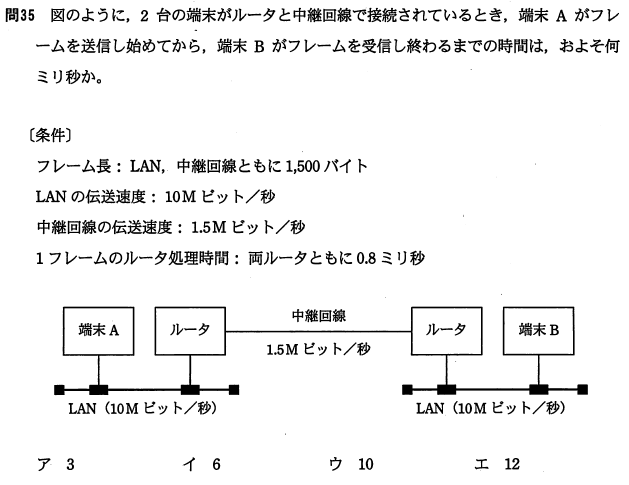 問35 図のように，2 台の端末がルータと中継回線で接続されているとき，端末 A がフレ
ームを送信し始めてから，端末 B がフレームを受信し終わるまでの時間は，およそ何
ミリ秒か。
〔条件〕
フレーム長： LAN，中継回線ともに 1,500 バイト
LAN の伝送速度： 10 M ビット／秒
中継回線の伝送速度： 1.5 M ビット／秒
1 フレームのルータ処理時間： 両ルータともに 0.8 ミリ秒
端末 A ルータ 中継回線 ルータ 端末 B
1.5 M ビット／秒
LAN（10 M ビット／秒） LAN（10 M ビット／秒）
ア 3 イ 6 ウ 10 エ 12